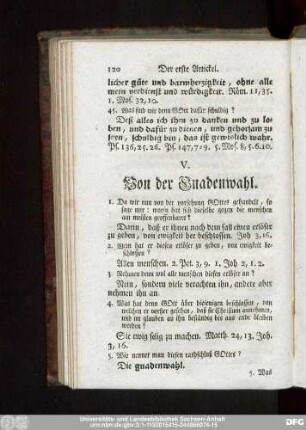 120 Der erste Artickel.
licher güte und barmhertzigkeit, ohne alle
mein verdienst und würdigkeit. Röm. 11,35.
1. Mos. 32,10.
45. Was sind wir dem GOtt dafür schuldig?
Deß alles ich ihm zu dancken und zu lo-
ben, und dafür zu dienen, und gehorsam zu
seyn, schuldig bin, das ist gewißlich wahr.
Ps. 136,25.26. Ps. 147,7-9. 5. Mos. 8,5.6.10.
V.
Von der Gnadenwahl.
1. Da wir nun von der vorsehung GOttes gehandelt, so
sage mir: worin hat sich dieselbe gegen die menschen
am meisten geoffenbaret?
Darin, daß er ihnen nach dem fall einen erlöser
zu geben, von ewigkeit her beschlossen. Joh. 3,16.
2. Wem hat er diesen erlöser zu geben, von ewigkeit be-
schlossen?
Allen menschen. 2. Pet. 3, 9. 1. Joh. 2, 1. 2.
3. Nehmen denn wol alle menschen diesen erlöser an?
Nein, sondern viele verachten ihn, andere aber
nehmen ihn an.
4. Was hat denn GOtt über diejenigen beschlossen, von
welchen er vorher gesehen, daß sie Christum annehmen,
und im glauben an ihn beständig bis ans ende bleiben
werden?
Sie ewig selig zu machen. Matth. 24, 13. Joh.
3, 16.
5. Wie nennet man diesen rathschluß GOttes?
Die gnadenwahl.
5. Was
Universitäts- und Landesbibliothek Sachsen-Anhalt
DFG